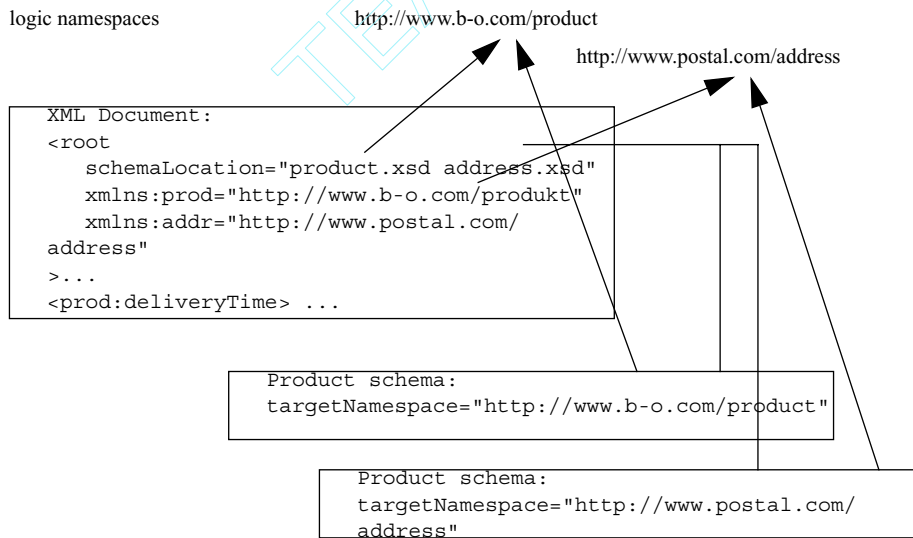 logic namespaces
http://www.b-o.com/product
http://www.postal.com/address
XML Document:
<root
schemaLocation="product.xsd address.xsd"
xmlns:prod="http://www.b-o.com/produkt"
xmlns:addr="http://www.postal.com/
address"
>...
<prod:deliveryTime> ...
Product schema:
targetNamespace="http://www.b-o.com/product"
Product schema:
targetNamespace="http://www.postal.com/
address"